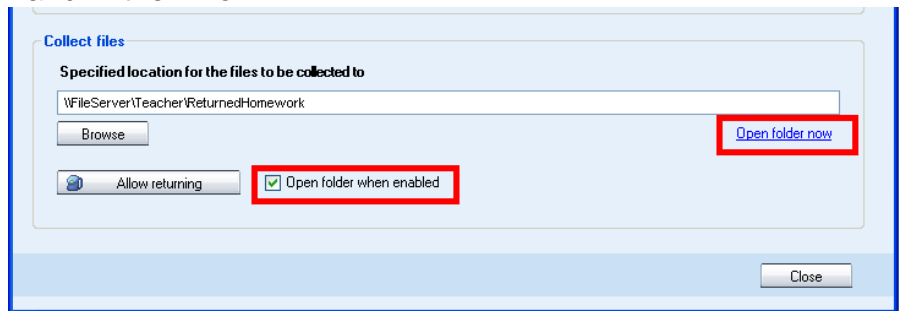 Collect files
Specified location for the files to be collected to
\\FileServer\Teacher\ReturnedHomework
Browse
Open folder now
Allow returning
Open folder when enabled
Close